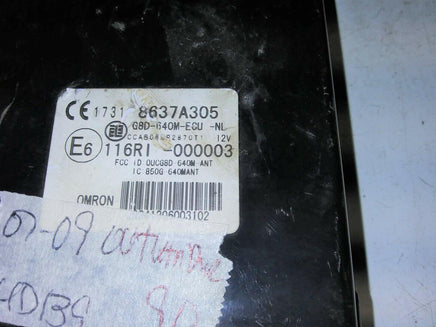 CE 1731 8637A305
G8D-640M-ECU -NL
12V
E6 116RI -000003
FCC ID OUCG8D-640M-ANT
IC 850G 640MANT
OMRON
1206003102
07-09 OUTLANDER